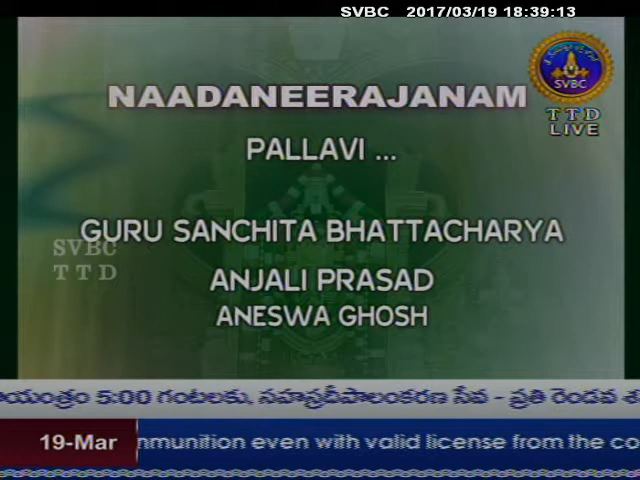 SVBC 2017/03/19 18:39:13
SVBC
NAADANEERAJANAM
TTD
LIVE
PALLAVI ...
GURU SANCHITA BHATTACHARYA
SVBC
TTD
ANJALI PRASAD
ANESWA GHOSH
సాయంత్రం 5:00 గంటలకు, సహస్రదీపాలంకరణ సేవ - ప్రతి రెండవ
19-Mar mmunition even with valid license from the co